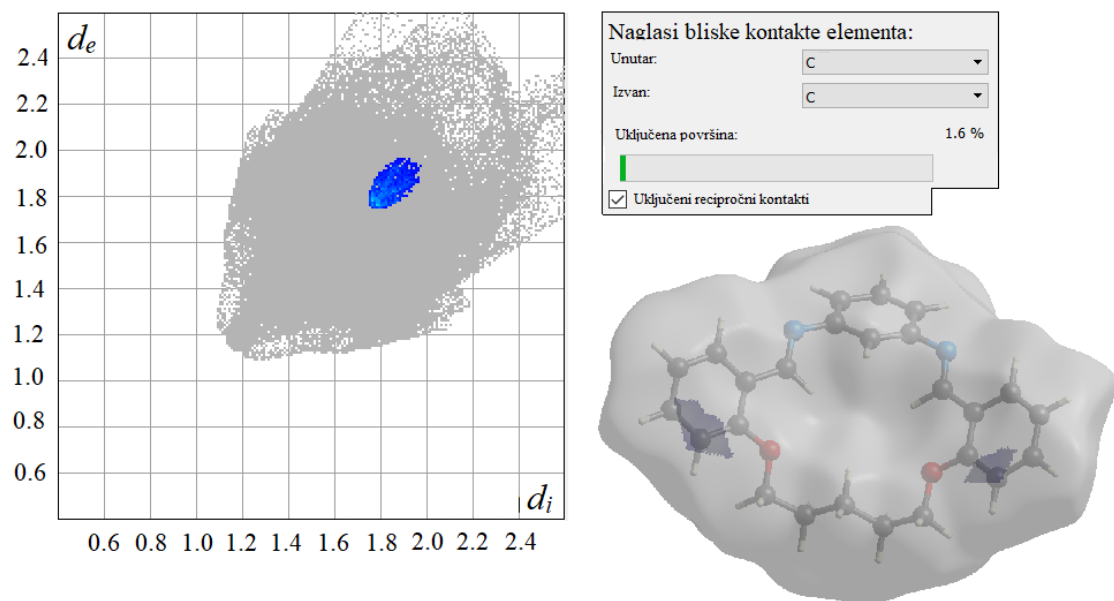 d_e
2.4
2.2
2.0
1.8
1.6
1.4
1.2
1.0
0.8
0.6
d_i
0.6 0.8 1.0 1.2 1.4 1.6 1.8 2.0 2.2 2.4
Naglasi bliske kontakte elementa:
Unutar: C
Izvan: C
Uključena površina: 1.6 %
Uključeni recipročni kontakti